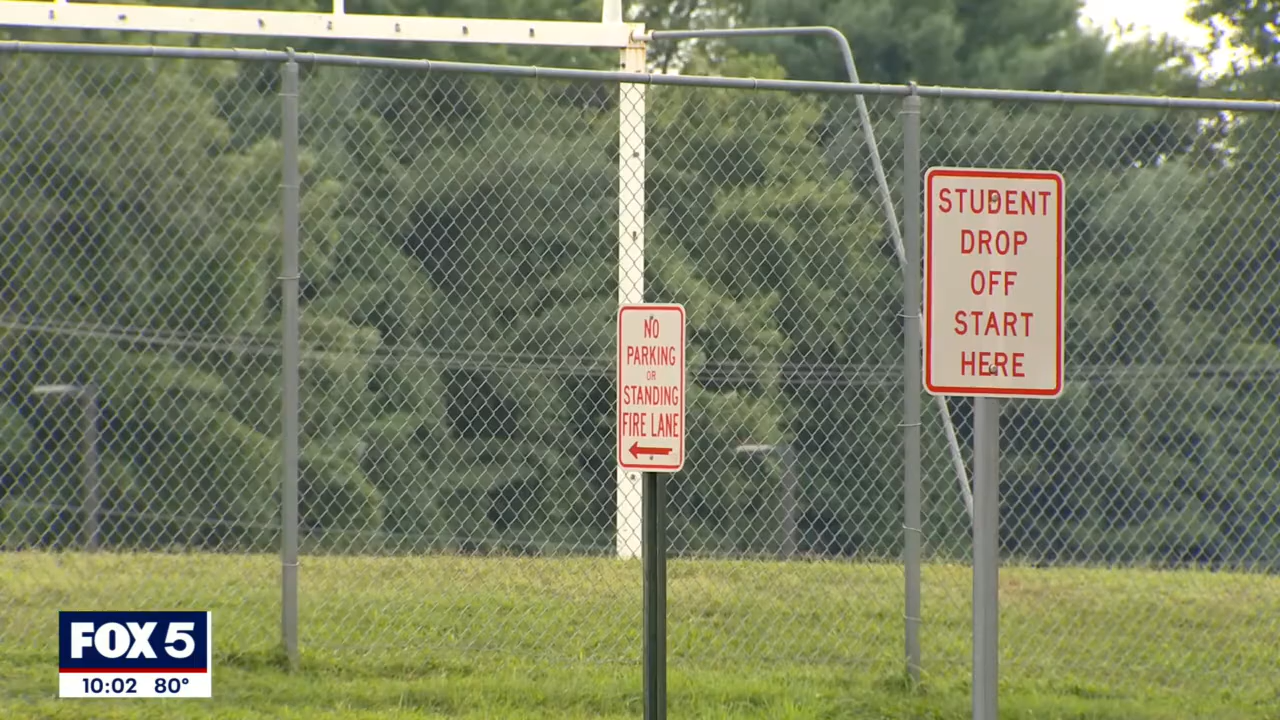 STUDENT
DROP
OFF
START
HERE
NO
PARKING
OR
STANDING
FIRE LANE
FOX 5
10:02 80°